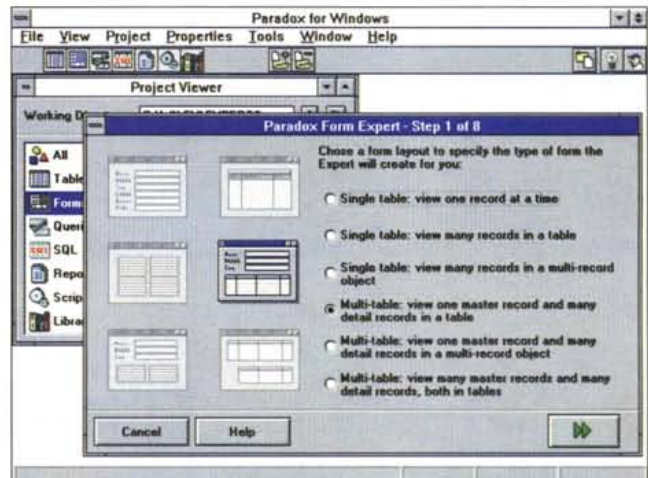 Paradox for Windows
File View Project Properties Tools Window Help
Project Viewer
Working D
Paradox Form Expert - Step 1 of 8
All
Table
Form
Queri
SQL
Repo
Scrip
Librar
Chose a form layout to specify the type of form the
Expert will create for you:
Single table: view one record at a time
Single table: view many records in a table
Single table: view many records in a multi-record
object
Multi-table: view one master record and many
detail records in a table
Multi-table: view one master record and many
detail records in a multi-record object
Multi-table: view many master records and many
detail records, both in tables
Cancel
Help